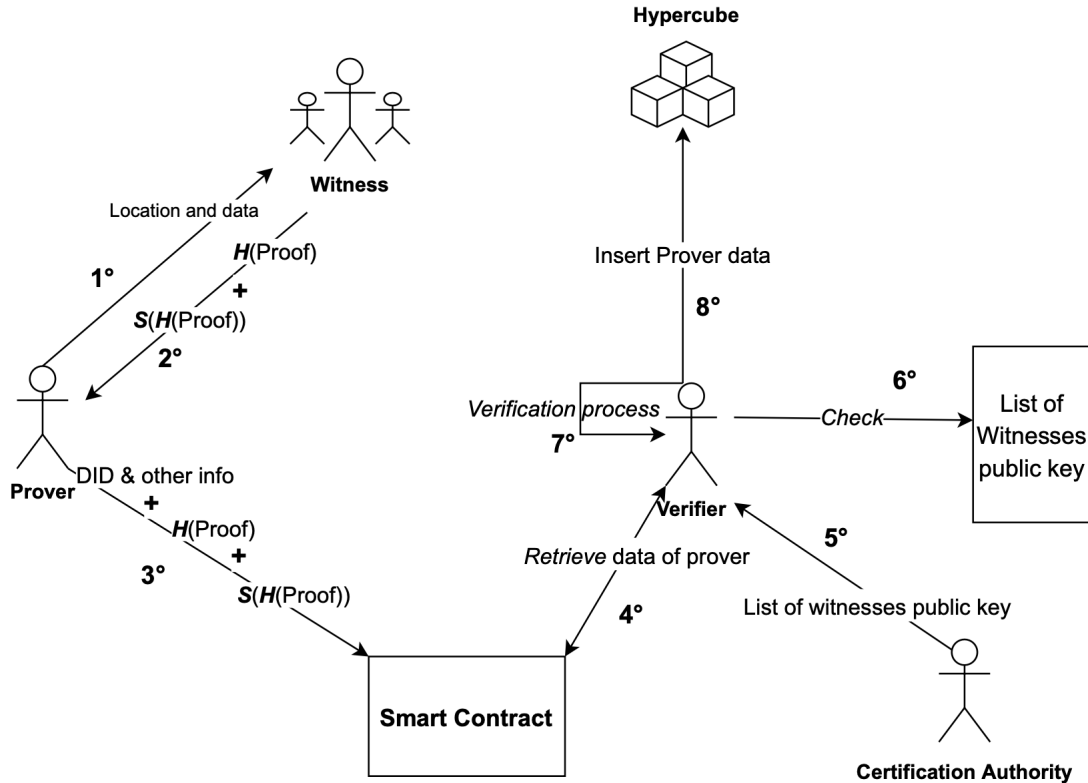 Hypercube
Witness
Location and data
H(Proof)
1°
+
S(H(Proof))
2°
Insert Prover data
8°
6°
Verification process
7°
Check
List of
Witnesses
public key
Prover
DID & other info
+
H(Proof)
+
3°
S(H(Proof))
Verifier
5°
Retrieve data of prover
4°
List of witnesses public key
Smart Contract
Certification Authority